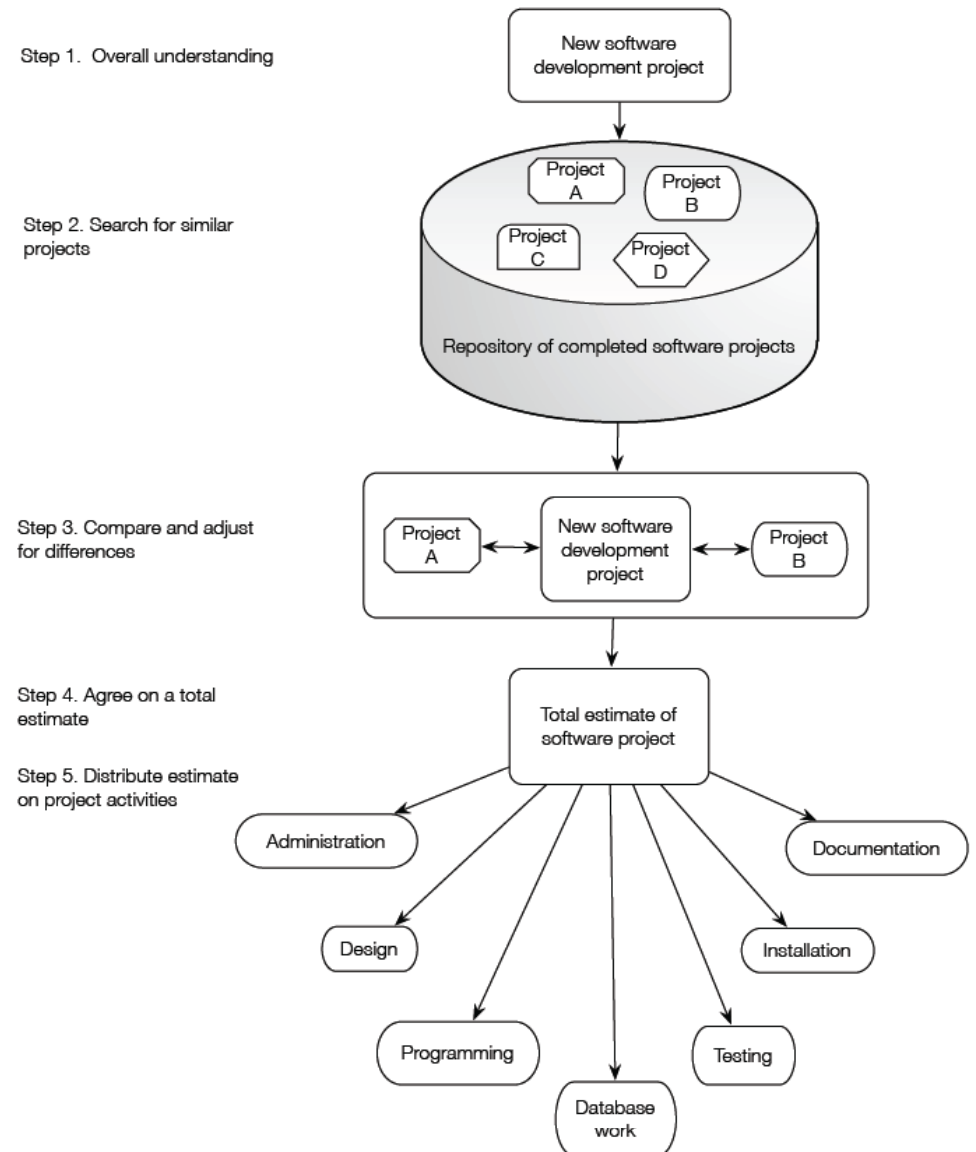 Step 1. Overall understanding
New software
development project
Step 2. Search for similar
projects
Project
A
Project
B
Project
C
Project
D
Repository of completed software projects
Step 3. Compare and adjust
for differences
Project
A
New software
development
project
Project
B
Step 4. Agree on a total
estimate
Total estimate of
software project
Step 5. Distribute estimate
on project activities
Administration
Documentation
Design
Installation
Programming
Testing
Database
work